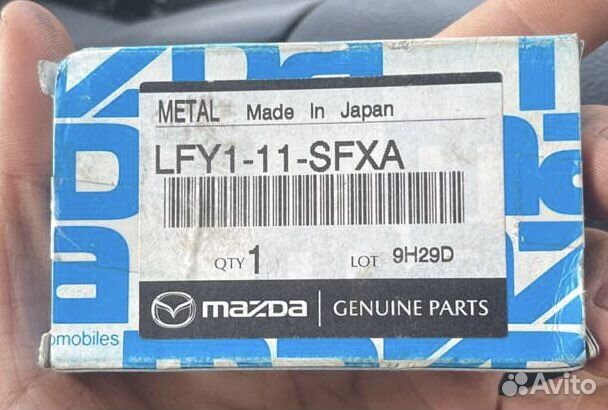 METAL Made In Japan
LFY1-11-SFXA
QTY 1 LOT 9H29D
mazda GENUINE PARTS
omobiles
Avito